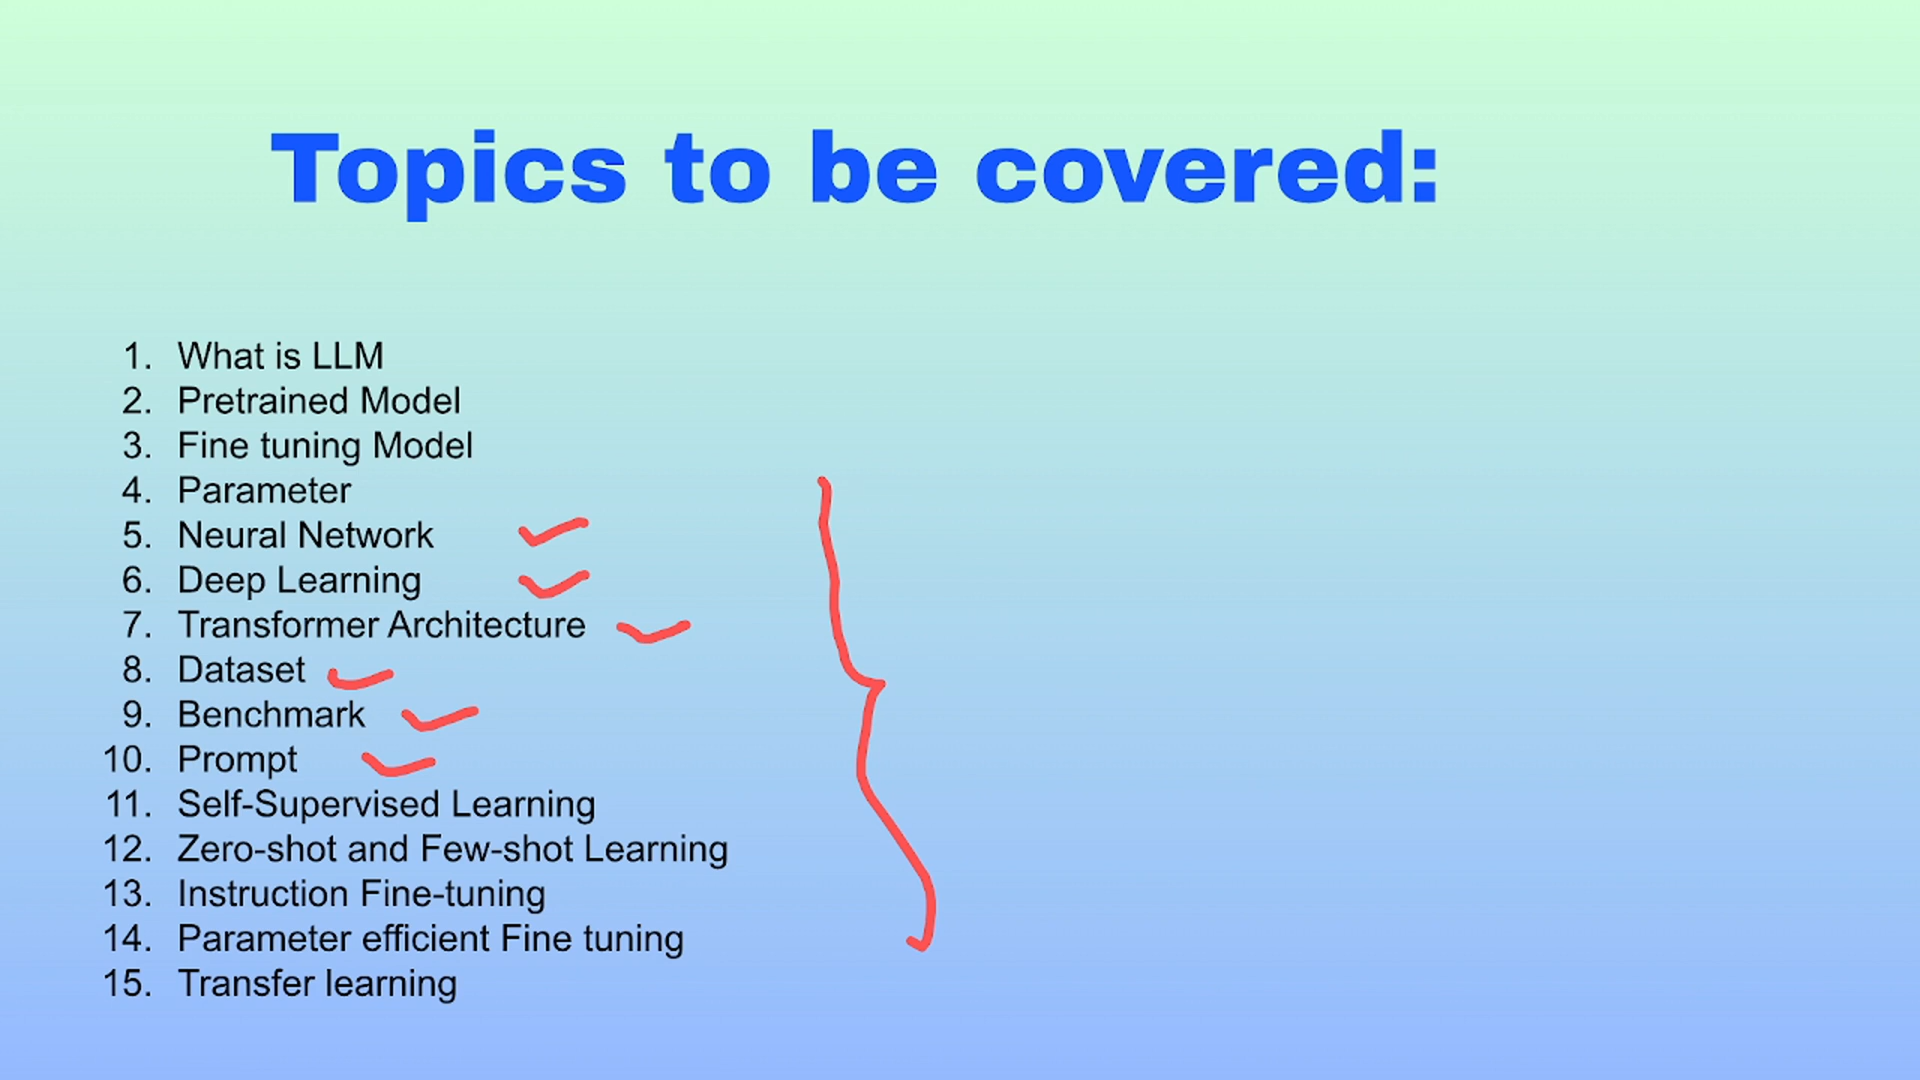 Topics to be covered:
1. What is LLM
2. Pretrained Model
3. Fine tuning Model
4. Parameter
5. Neural Network
6. Deep Learning
7. Transformer Architecture
8. Dataset
9. Benchmark
10. Prompt
11. Self-Supervised Learning
12. Zero-shot and Few-shot Learning
13. Instruction Fine-tuning
14. Parameter efficient Fine tuning
15. Transfer learning